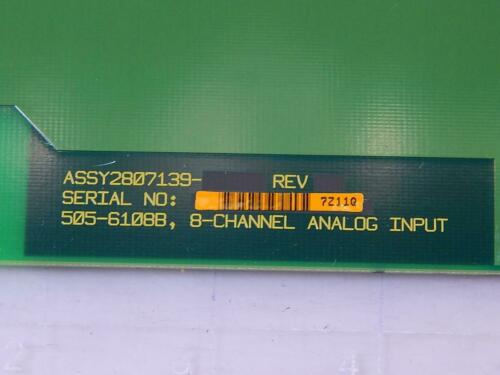 ASSY2807139- REV
SERIAL NO: 7Z11Q
505-6108B, 8-CHANNEL ANALOG INPUT